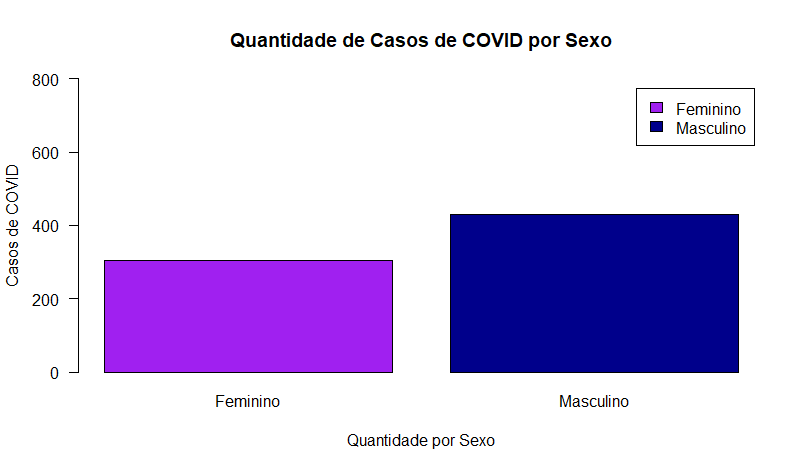 Quantidade de Casos de COVID por Sexo
800
600
400
200
0
Casos de COVID
Feminino
Masculino
Feminino
Masculino
Quantidade por Sexo